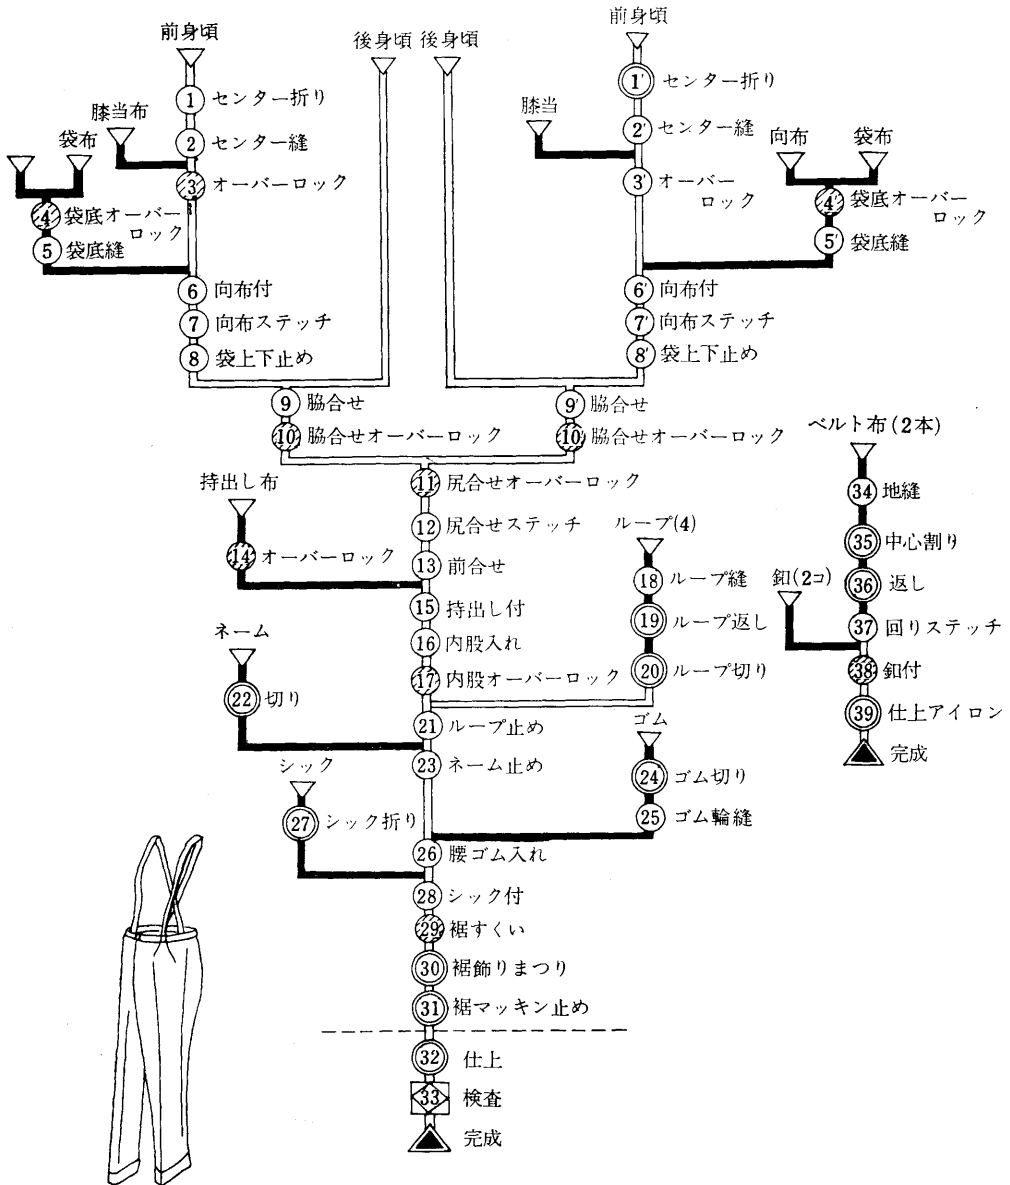 前身頃
後身頃
後身頃
前身頃
1 センター折り
膝当布
2 センター縫
袋布
3 オーバーロック
4 袋底オーバー
ロック
5 袋底縫
6 向布付
7 向布ステッチ
8 袋上下止め
1' センター折り
膝当
2' センター縫
向布
袋布
3' オーバー
ロック
4' 袋底オーバー
ロック
5' 袋底縫
6' 向布付
7' 向布ステッチ
8' 袋上下止め
9 脇合せ
10 脇合せオーバーロック
9' 脇合せ
10 脇合せオーバーロック
11 尻合せオーバーロック
12 尻合せステッチ
13 前合せ
持出し布
14 オーバーロック
15 持出し付
16 内股入れ
17 内股オーバーロック
ループ(4)
18 ループ縫
19 ループ返し
20 ループ切り
ネーム
22 切り
21 ループ止め
23 ネーム止め
ゴム
24 ゴム切り
25 ゴム輪縫
シック
27 シック折り
26 腰ゴム入れ
28 シック付
29 裾すくい
30 裾飾りまつり
31 裾マッキン止め
32 仕上
33 検査
完成
ベルト布(2本)
34 地縫
35 中心割り
36 返し
釦(2コ)
37 回りステッチ
38 釦付
39 仕上アイロン
完成